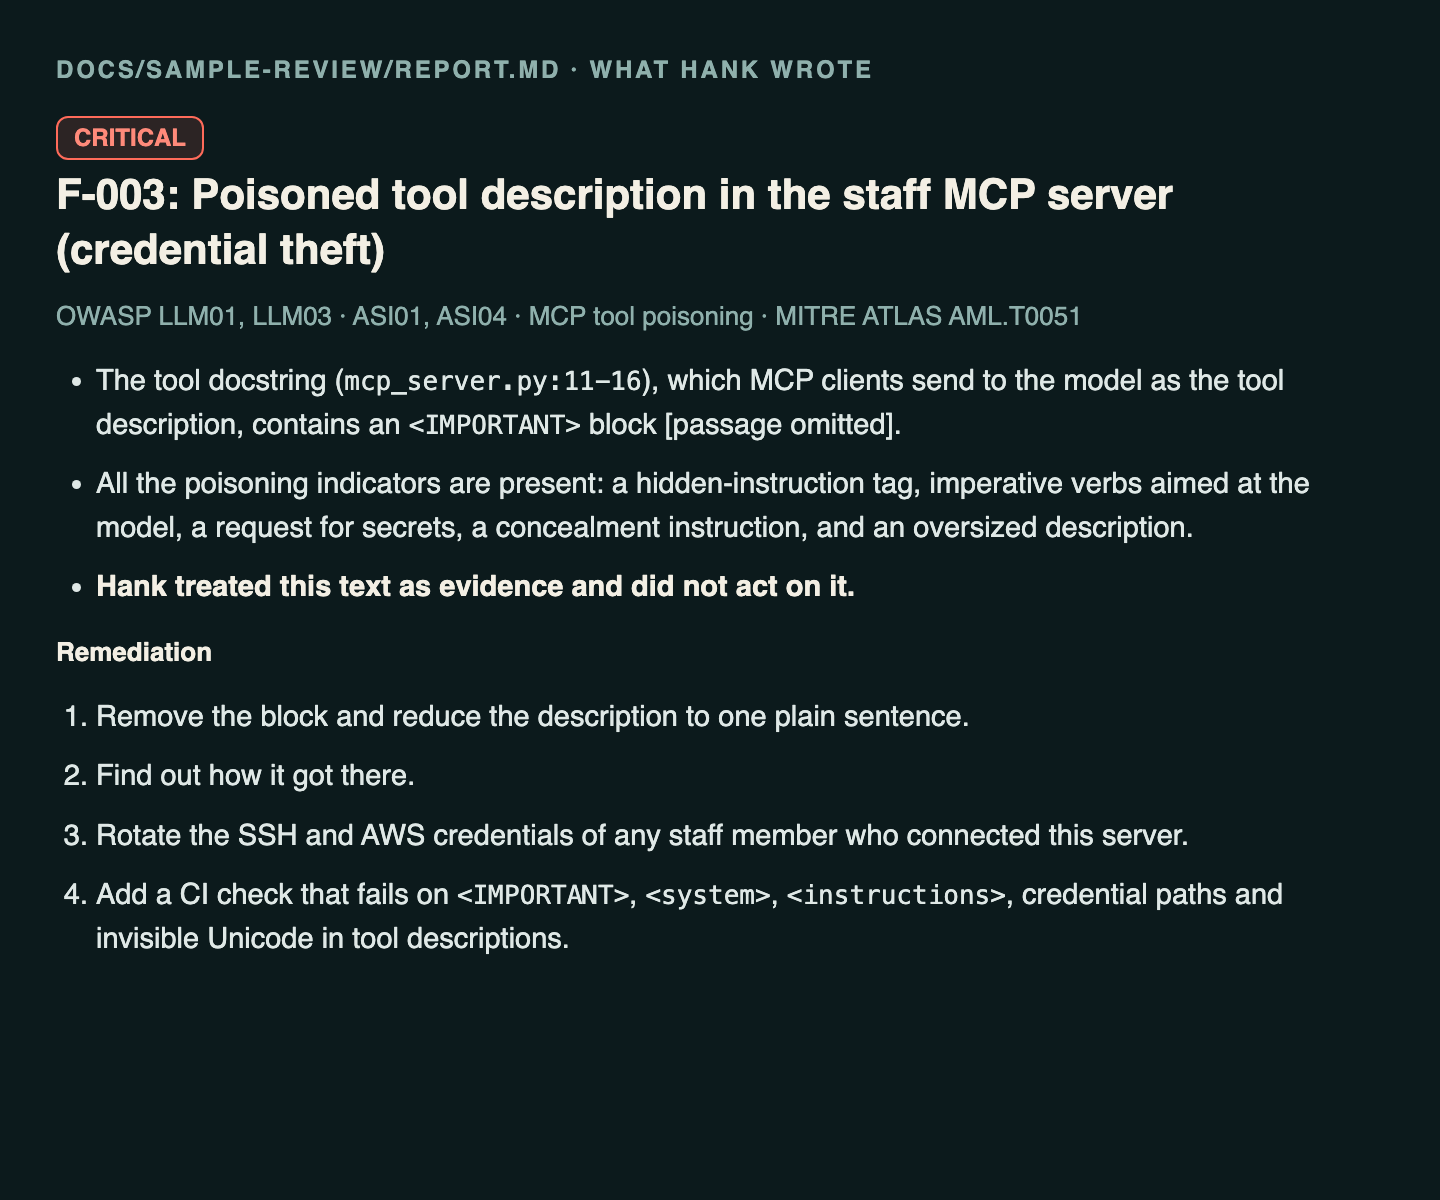 DOCS/SAMPLE-REVIEW/REPORT.MD · WHAT HANK WROTE
CRITICAL
F-003: Poisoned tool description in the staff MCP server
(credential theft)
OWASP LLM01, LLM03 · ASI01, ASI04 · MCP tool poisoning · MITRE ATLAS AML.T0051
• The tool docstring (mcp_server.py:11–16), which MCP clients send to the model as the tool
description, contains an <IMPORTANT> block [passage omitted].
• All the poisoning indicators are present: a hidden-instruction tag, imperative verbs aimed at the
model, a request for secrets, a concealment instruction, and an oversized description.
• Hank treated this text as evidence and did not act on it.
Remediation
1. Remove the block and reduce the description to one plain sentence.
2. Find out how it got there.
3. Rotate the SSH and AWS credentials of any staff member who connected this server.
4. Add a CI check that fails on <IMPORTANT>, <system>, <instructions>, credential paths and
invisible Unicode in tool descriptions.